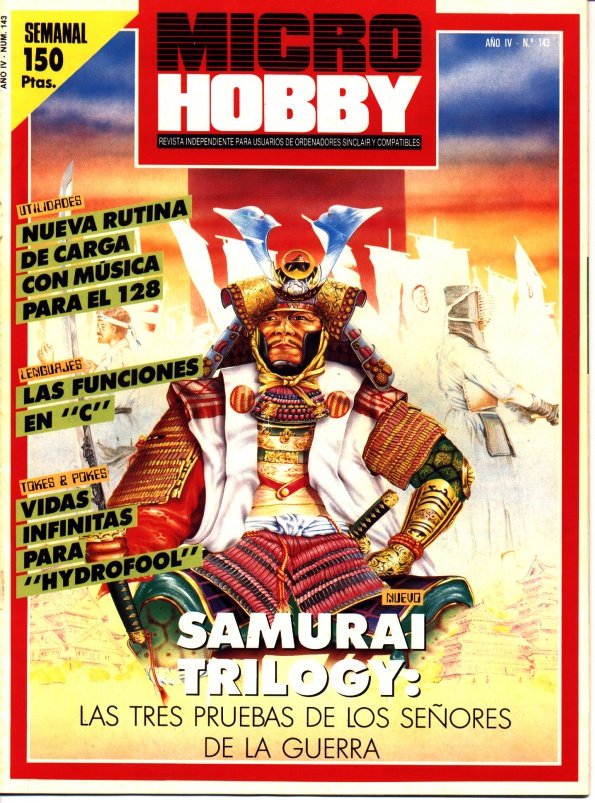 AÑO IV - NUM. 143
SEMANAL
150
Ptas.
MICRO
HOBBY
AÑO IV - N.º 143
REVISTA INDEPENDIENTE PARA USUARIOS DE ORDENADORES SINCLAIR Y COMPATIBLES
UTILIDADES
NUEVA RUTINA
DE CARGA
CON MÚSICA
PARA EL 128
LENGUAJES
LAS FUNCIONES
EN "C"
TOKES & POKES
VIDAS
INFINITAS
PARA
"HYDROFOOL"
NUEVO
SAMURAI
TRILOGY:
LAS TRES PRUEBAS DE LOS SEÑORES
DE LA GUERRA